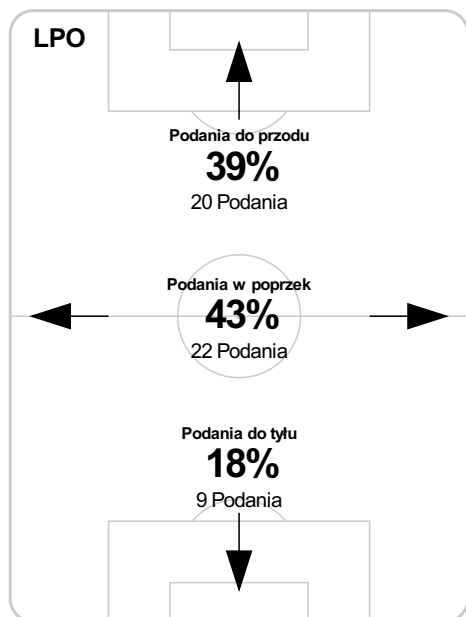 LPO
Podania do przodu
39%
20 Podania
Podania w poprzek
43%
22 Podania
Podania do tyłu
18%
9 Podania